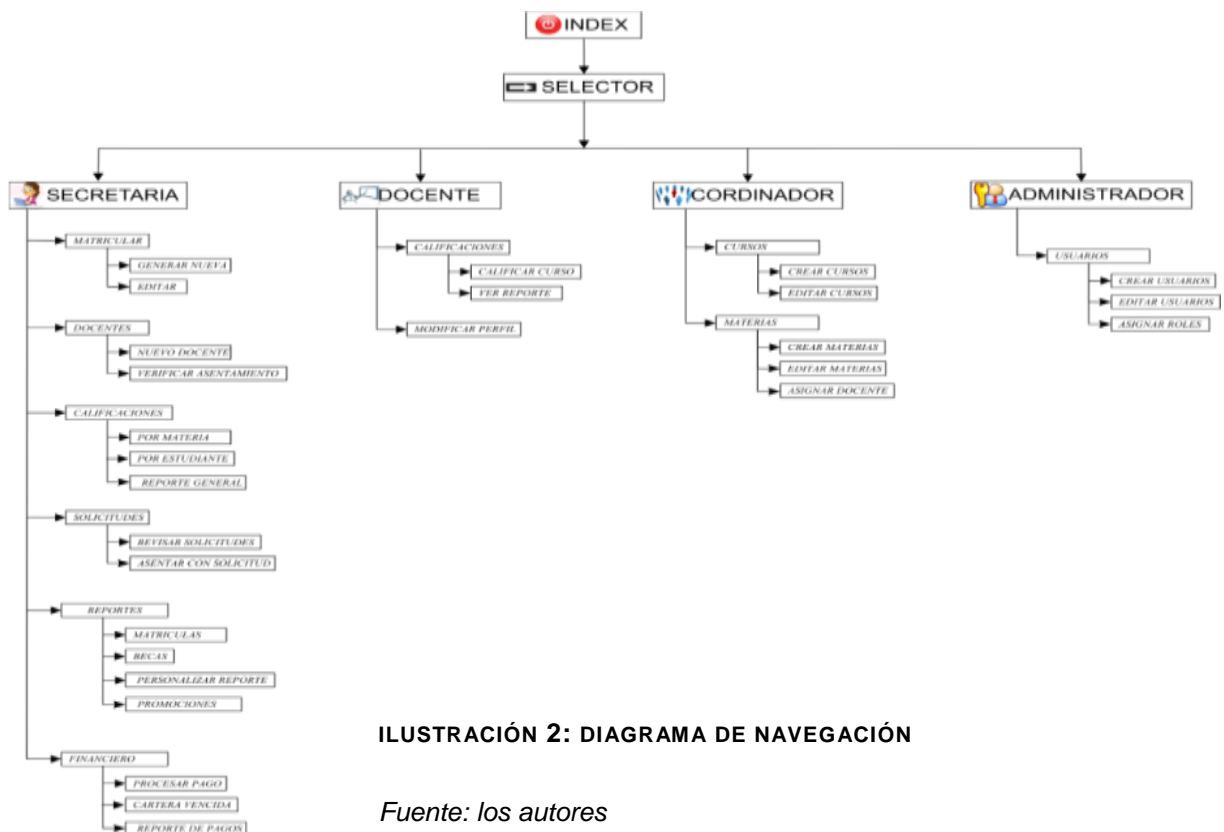 INDEX
SELECTOR
SECRETARIA
MATRICULAR
GENERAR NUEVA
EDITAR
DOCENTES
NUEVO DOCENTE
VERIFICAR ASENTAMIENTO
CALIFICACIONES
POR MATERIA
POR ESTUDIANTE
REPORTE GENERAL
SOLICITUDES
REVISAR SOLICITUDES
ASENTAR CON SOLICITUD
REPORTES
MATRICULAS
BECAS
PERSONALIZAR REPORTE
PROMOCIONES
FINANCIERO
PROCESAR PAGO
CARTERA VENCIDA
REPORTE DE PAGOS
DOCENTE
CALIFICACIONES
CALIFICAR CURSO
VER REPORTE
MODIFICAR PERFIL
CORDINADOR
CURSOS
CREAR CURSOS
EDITAR CURSOS
MATERIAS
CREAR MATERIAS
EDITAR MATERIAS
ASIGNAR DOCENTE
ADMINISTRADOR
USUARIOS
CREAR USUARIOS
EDITAR USUARIOS
ASIGNAR ROLES
ILUSTRACIÓN 2: DIAGRAMA DE NAVEGACIÓN
Fuente: los autores